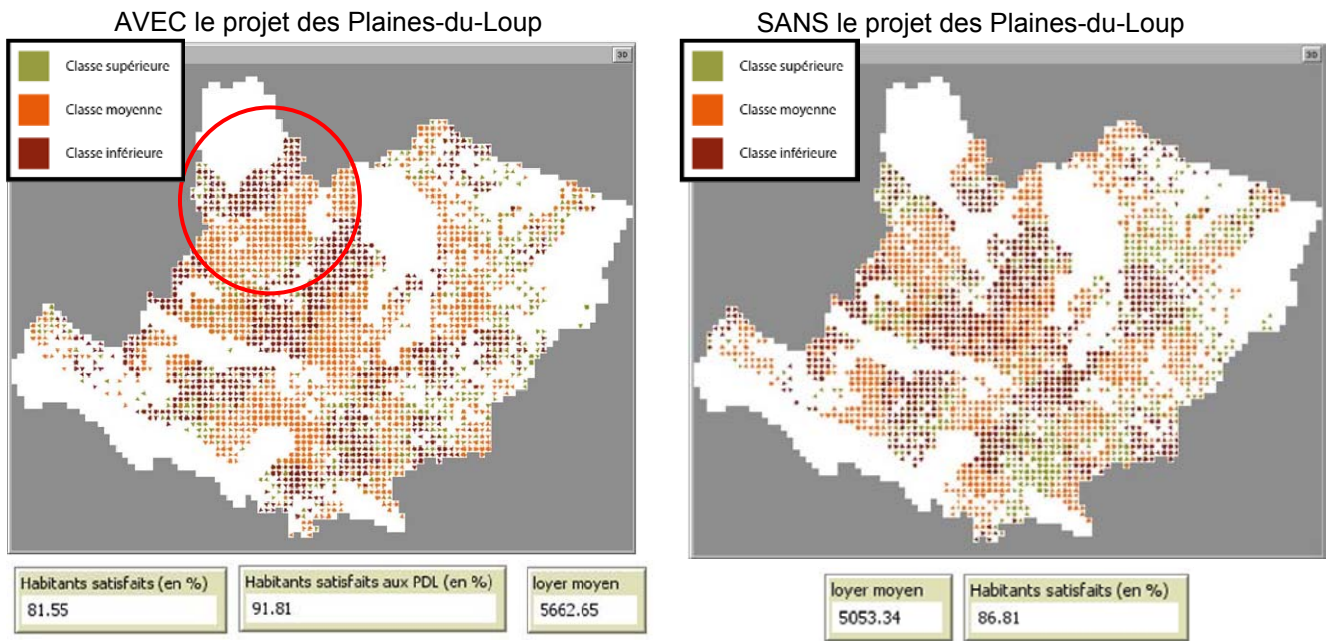 AVEC le projet des Plaines-du-Loup
3D
Classe supérieure
Classe moyenne
Classe inférieure
Habitants satisfaits (en %)
81.55
Habitants satisfaits aux PDL (en %)
91.81
loyer moyen
5662.65
SANS le projet des Plaines-du-Loup
3D
Classe supérieure
Classe moyenne
Classe inférieure
loyer moyen
5053.34
Habitants satisfaits (en %)
86.81